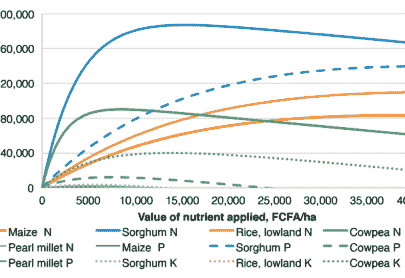 00,000
60,000
20,000
80,000
40,000
0
0 5000 10,000 15,000 20,000 25,000 30,000 35,000 40
Value of nutrient applied, FCFA/ha
Maize N Sorghum N Rice, lowland N Cowpea N
Pearl millet N Maize P Sorghum P Cowpea P
Pearl millet P Sorghum K Rice, lowland K Cowpea K